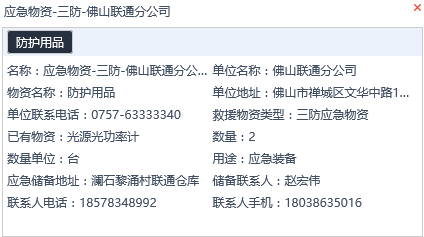 应急物资-三防-佛山联通分公司
防护用品
名称：应急物资-三防-佛山联通分公... 单位名称：佛山联通分公司
物资名称：防护用品 单位地址：佛山市禅城区文华中路1...
单位联系电话：0757-63333340 救援物资类型：三防应急物资
已有物资：光源光功率计 数量：2
数量单位：台 用途：应急装备
应急储备地址：澜石黎涌村联通仓库 储备联系人：赵宏伟
联系人电话：18578348992 联系人手机：18038635016